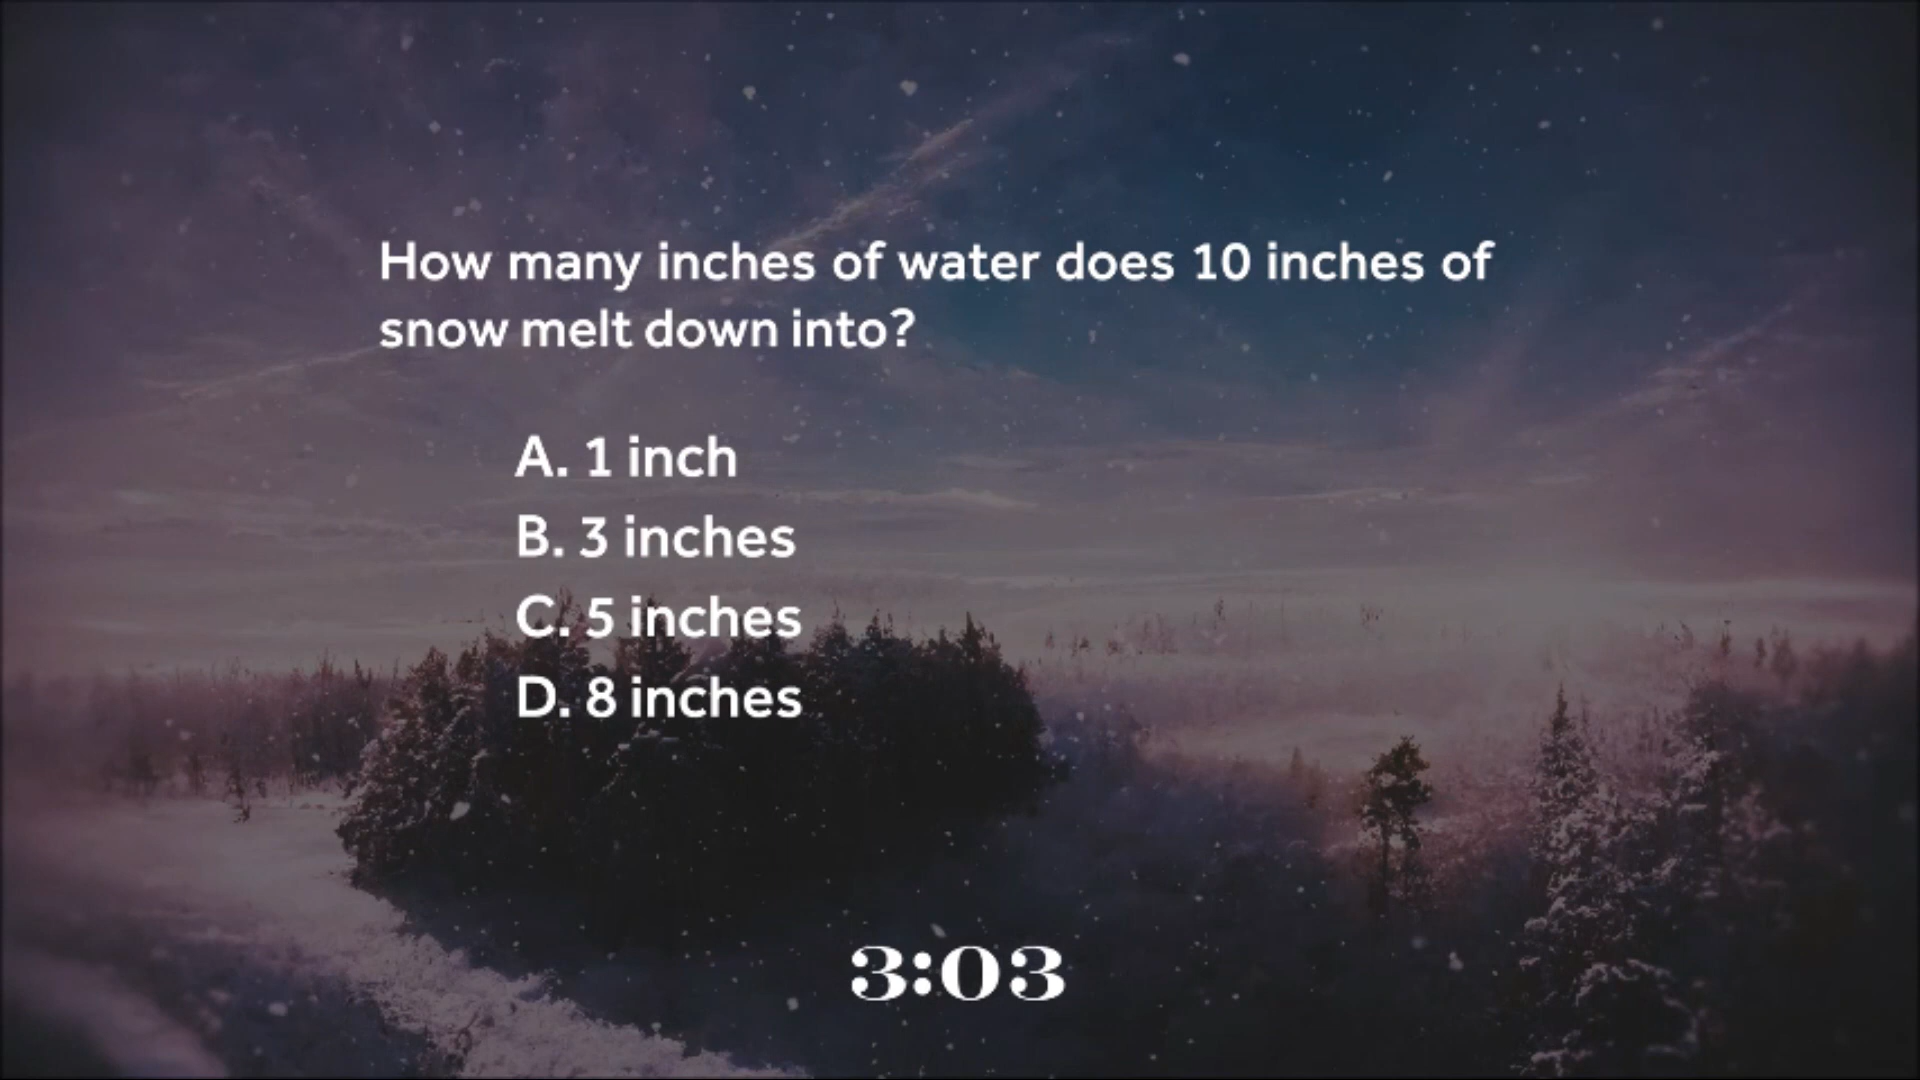 How many inches of water does 10 inches of
snow melt down into?
A. 1 inch
B. 3 inches
C. 5 inches
D. 8 inches
3:03